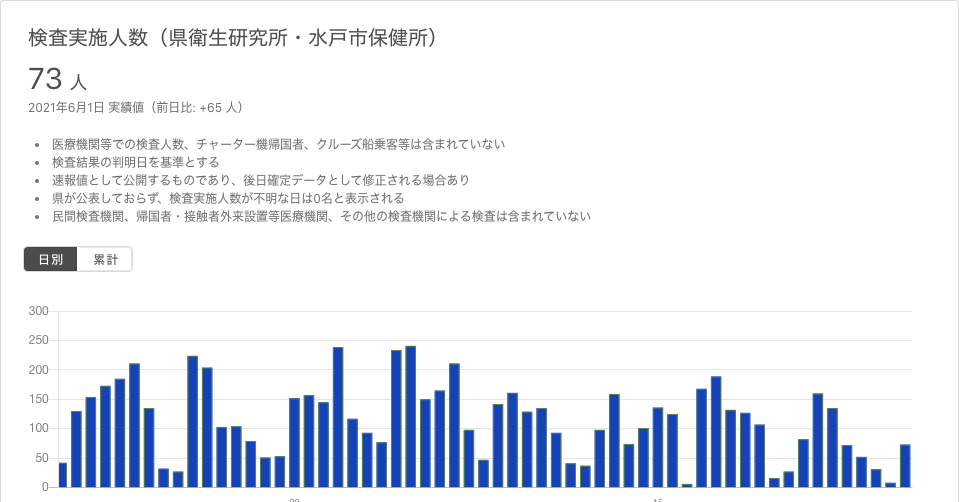 検査実施人数（県衛生研究所・水戸市保健所）
73 人
2021年6月1日 実績値（前日比: +65 人）
• 医療機関等での検査人数、チャーター機帰国者、クルーズ船乗客等は含まれていない
• 検査結果の判明日を基準とする
• 速報値として公開するものであり、後日確定データとして修正される場合あり
• 県が公表しておらず、検査実施人数が不明な日は0名と表示される
• 民間検査機関、帰国者・接触者外来設置等医療機関、その他の検査機関による検査は含まれていない
日別 累計
300
250
200
150
100
50
0